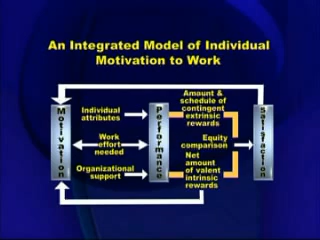 An Integrated Model of Individual
Motivation to Work
Motivation
Individual
attributes
Work
effort
needed
Organizational
support
Performance
Amount &
schedule of
contingent
extrinsic
rewards
Equity
comparison
Net
amount
of valent
intrinsic
rewards
Satisfaction